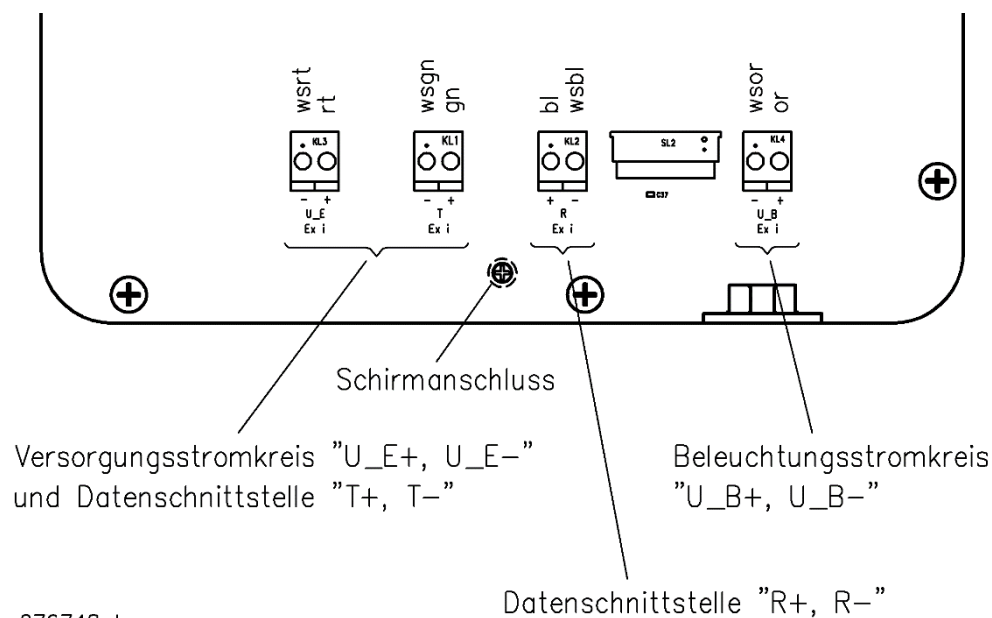 wsrt
rt
wsgn
gn
bl
wsbl
wsor
or
KL3
KL1
KL2
SL2
KL4
- +
- +
+ -
C37
- +
U_E
T
R
U_B
Ex i
Ex i
Ex i
Ex i
Schirmanschluss
Versorgungsstromkreis "U_E+, U_E-"
und Datenschnittstelle "T+, T-"
Beleuchtungsstromkreis
"U_B+, U_B-"
Datenschnittstelle "R+, R-"